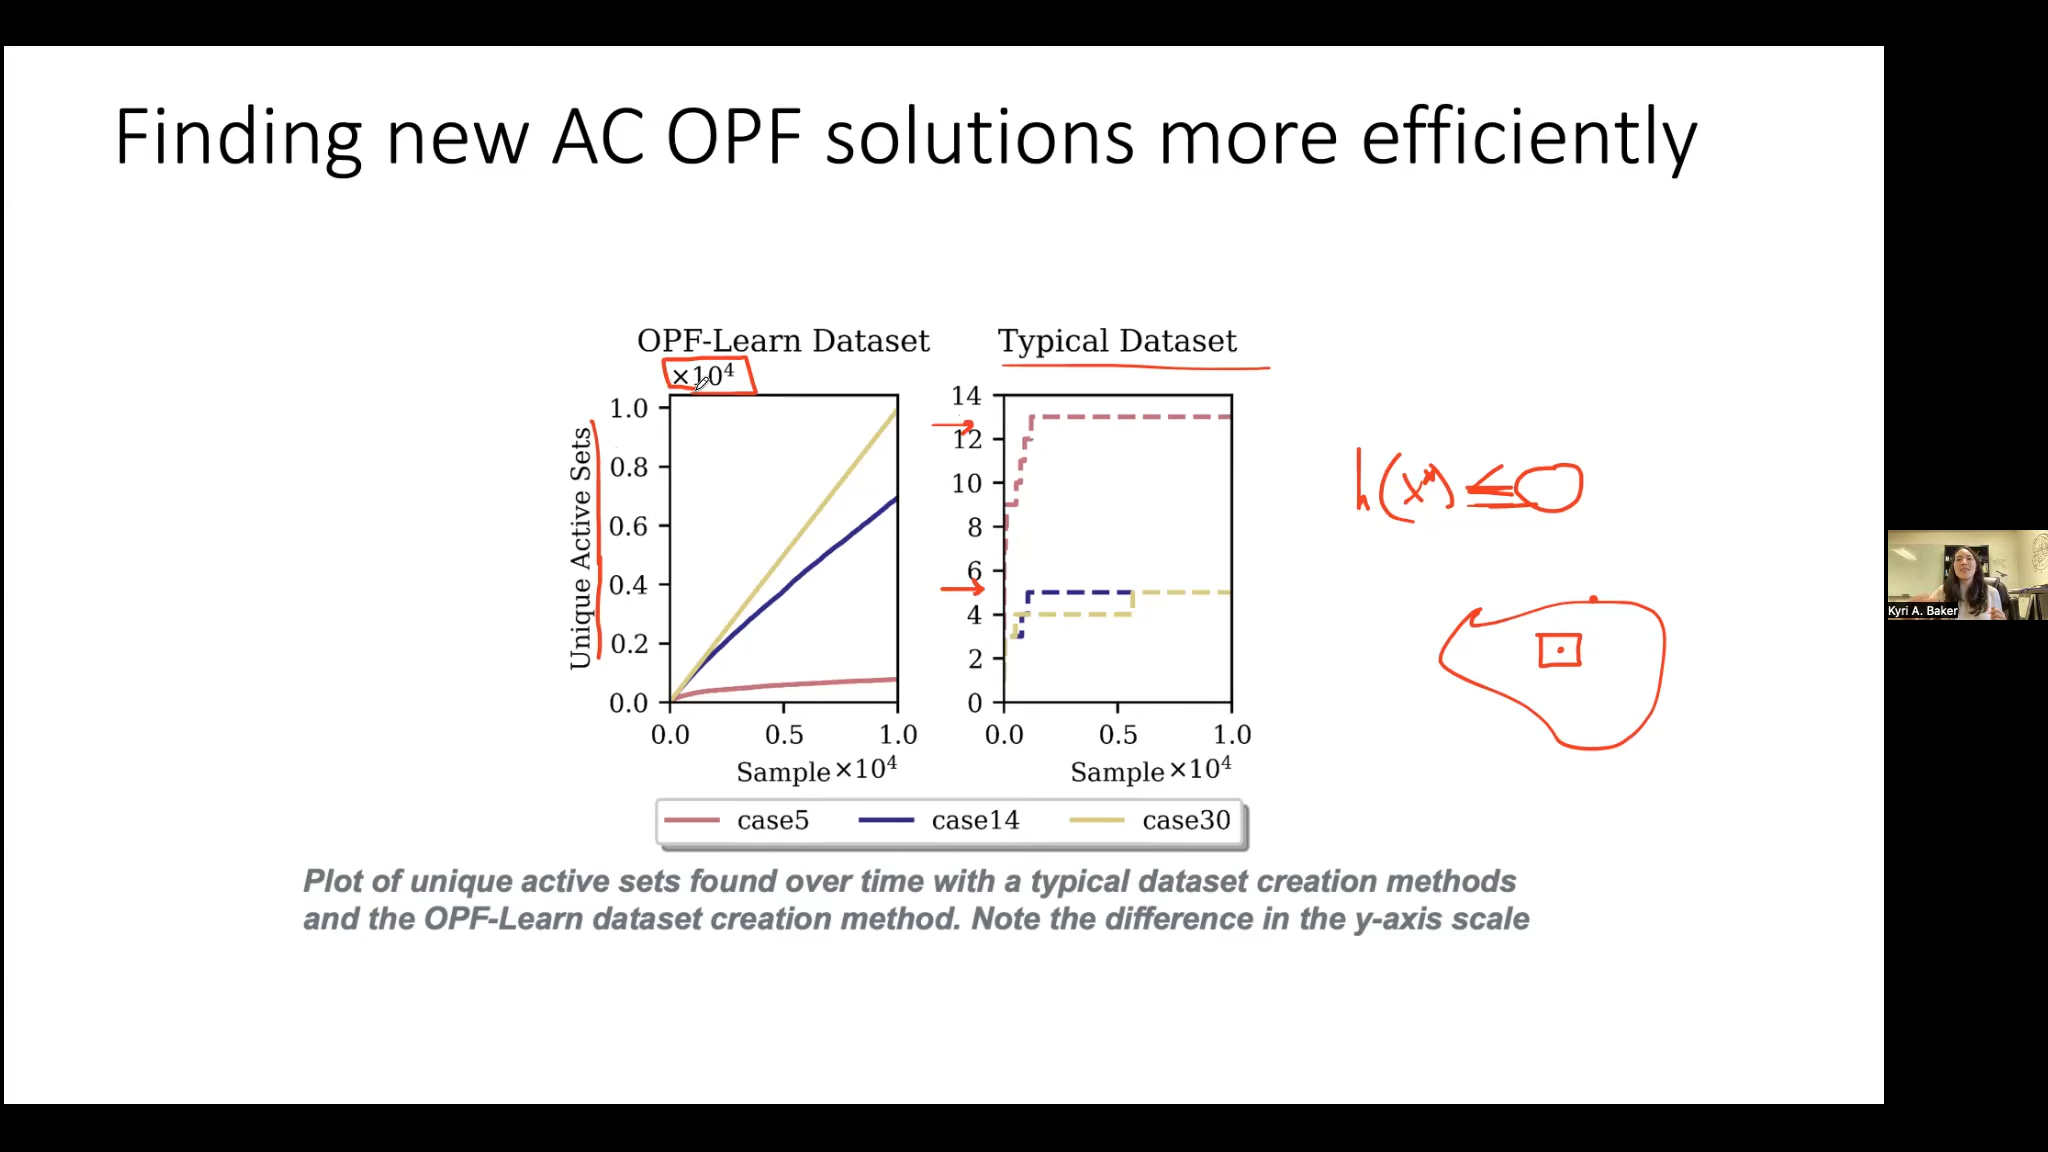 Finding new AC OPF solutions more efficiently
OPF-Learn Dataset
×10⁴
Unique Active Sets
1.0
0.8
0.6
0.4
0.2
0.0
0.0 0.5 1.0
Sample ×10⁴
Typical Dataset
14
12
10
8
6
4
2
0
0.0 0.5 1.0
Sample ×10⁴
case5 case14 case30
h(x*) ≤ 0
Plot of unique active sets found over time with a typical dataset creation methods
and the OPF-Learn dataset creation method. Note the difference in the y-axis scale
Kyri A. Baker